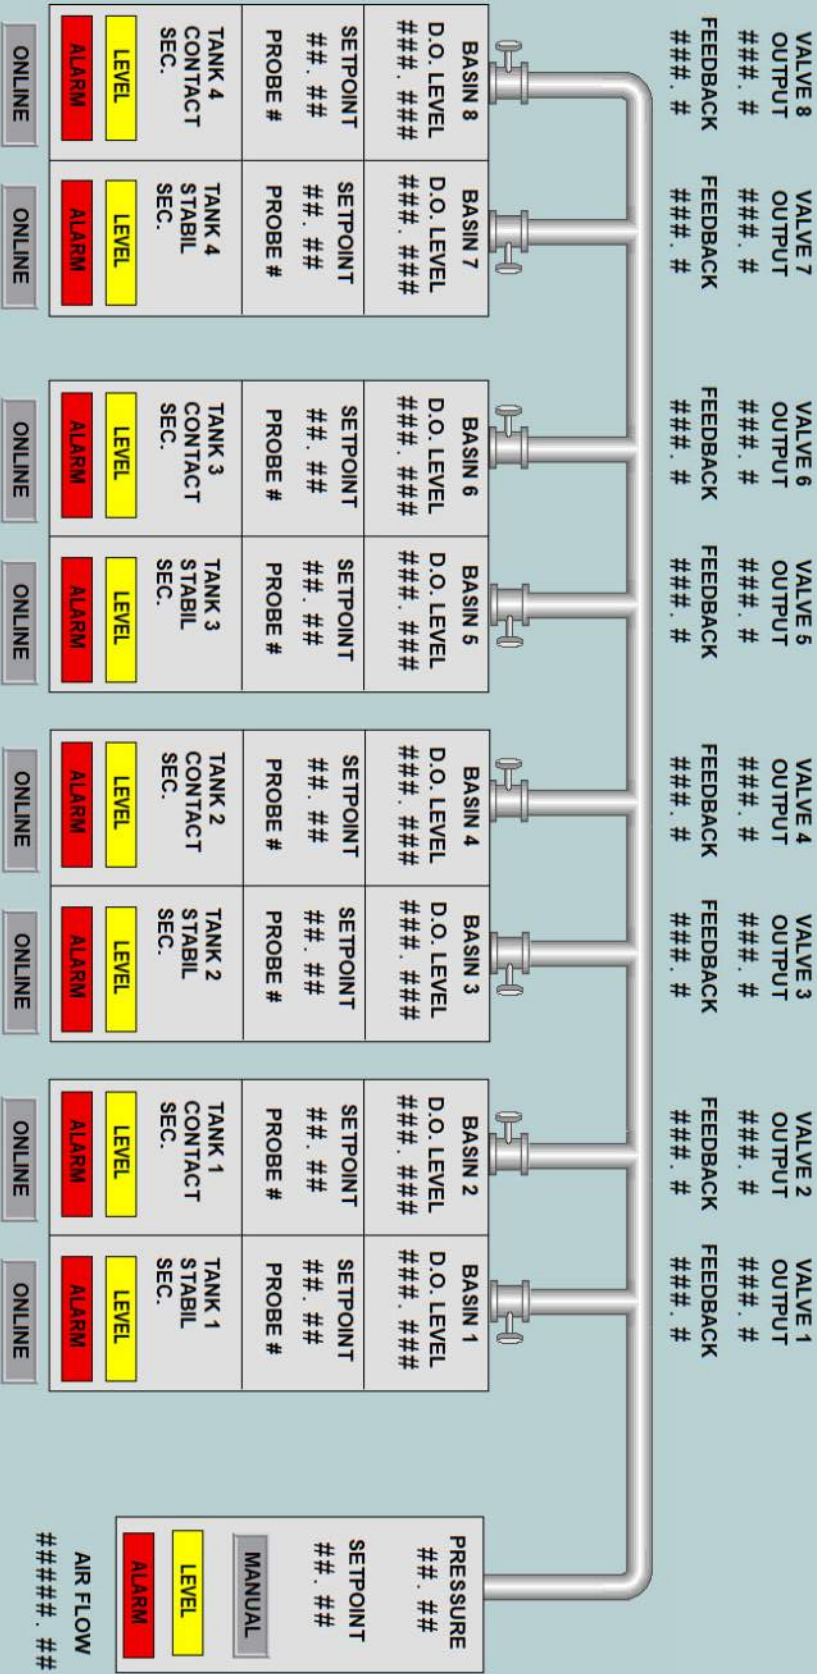 VALVE 8
OUTPUT
###.#
FEEDBACK
###.#
VALVE 7
OUTPUT
###.#
FEEDBACK
###.#
VALVE 6
OUTPUT
###.#
FEEDBACK
###.#
VALVE 5
OUTPUT
###.#
FEEDBACK
###.#
VALVE 4
OUTPUT
###.#
FEEDBACK
###.#
VALVE 3
OUTPUT
###.#
FEEDBACK
###.#
VALVE 2
OUTPUT
###.#
FEEDBACK
###.#
VALVE 1
OUTPUT
###.#
FEEDBACK
###.#
BASIN 8
D.O. LEVEL
###.###
SETPOINT
##.##
PROBE #
TANK 4
CONTACT
SEC.
LEVEL
ALARM
ONLINE
BASIN 7
D.O. LEVEL
###.###
SETPOINT
##.##
PROBE #
TANK 4
STABIL
SEC.
LEVEL
ALARM
ONLINE
BASIN 6
D.O. LEVEL
###.###
SETPOINT
##.##
PROBE #
TANK 3
CONTACT
SEC.
LEVEL
ALARM
ONLINE
BASIN 5
D.O. LEVEL
###.###
SETPOINT
##.##
PROBE #
TANK 3
STABIL
SEC.
LEVEL
ALARM
ONLINE
BASIN 4
D.O. LEVEL
###.###
SETPOINT
##.##
PROBE #
TANK 2
CONTACT
SEC.
LEVEL
ALARM
ONLINE
BASIN 3
D.O. LEVEL
###.###
SETPOINT
##.##
PROBE #
TANK 2
STABIL
SEC.
LEVEL
ALARM
ONLINE
BASIN 2
D.O. LEVEL
###.###
SETPOINT
##.##
PROBE #
TANK 1
CONTACT
SEC.
LEVEL
ALARM
ONLINE
BASIN 1
D.O. LEVEL
###.###
SETPOINT
##.##
PROBE #
TANK 1
STABIL
SEC.
LEVEL
ALARM
ONLINE
PRESSURE
##.##
SETPOINT
##.##
MANUAL
LEVEL
ALARM
AIR FLOW
#####.##